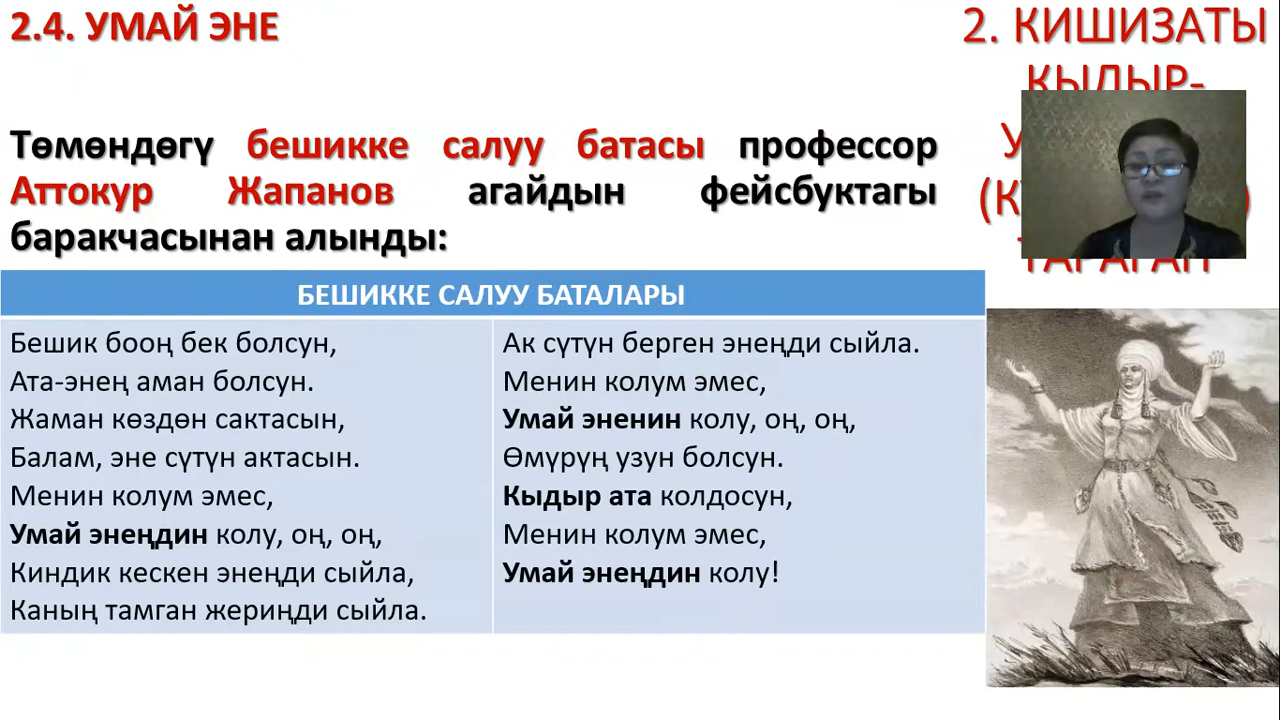 2.4. УМАЙ ЭНЕ
2. КИШИЗАТЫ
КЫДЫР-
Төмөндөгү бешикке салуу батасы профессор
Аттокур Жапанов агайдын фейсбуктагы
баракчасынан алынды:
БЕШИККЕ САЛУУ БАТАЛАРЫ
Бешик бооң бек болсун,
Ата-энең аман болсун.
Жаман көздөн сактасын,
Балам, эне сүтүн актасын.
Менин колум эмес,
Умай энеңдин колу, оң, оң,
Киндик кескен энеңди сыйла,
Каның тамган жериңди сыйла.
Ак сүтүн берген энеңди сыйла.
Менин колум эмес,
Умай эненин колу, оң, оң,
Өмүрүң узун болсун.
Кыдыр ата колдосун,
Менин колум эмес,
Умай энеңдин колу!